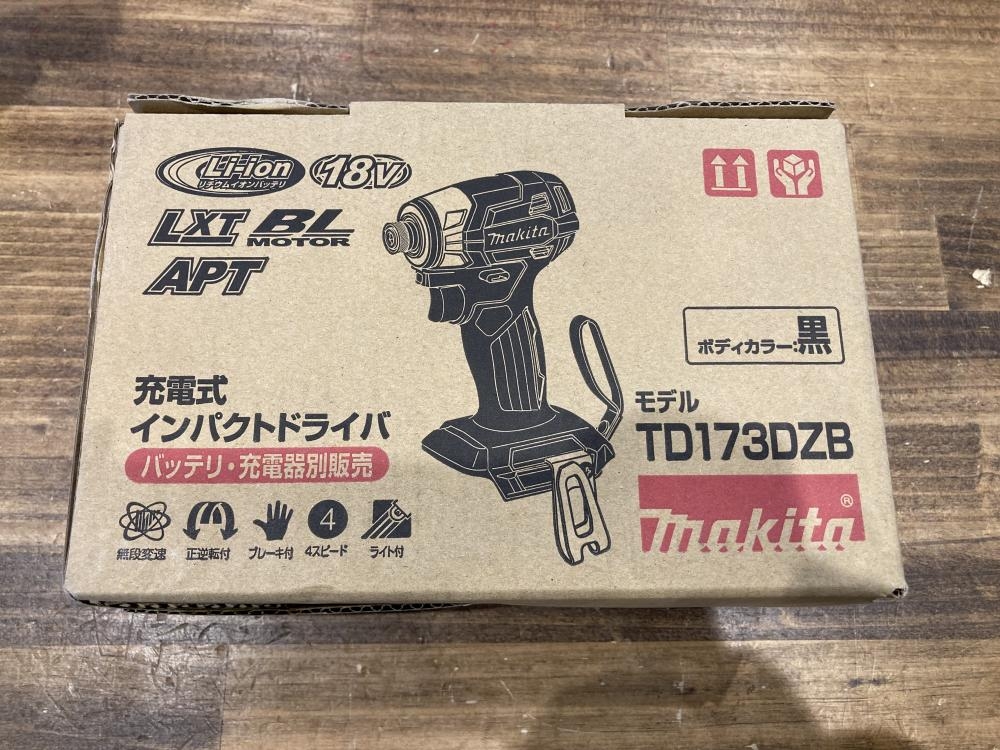 Li-ion
リチウムイオンバッテリ
18V
LXT BL
MOTOR
APT
makita
ボディカラー:黒
充電式
インパクトドライバ
バッテリ・充電器別販売
モデル
TD173DZB
makita®
4
無段変速 正逆転付 ブレーキ付 4スピード ライト付